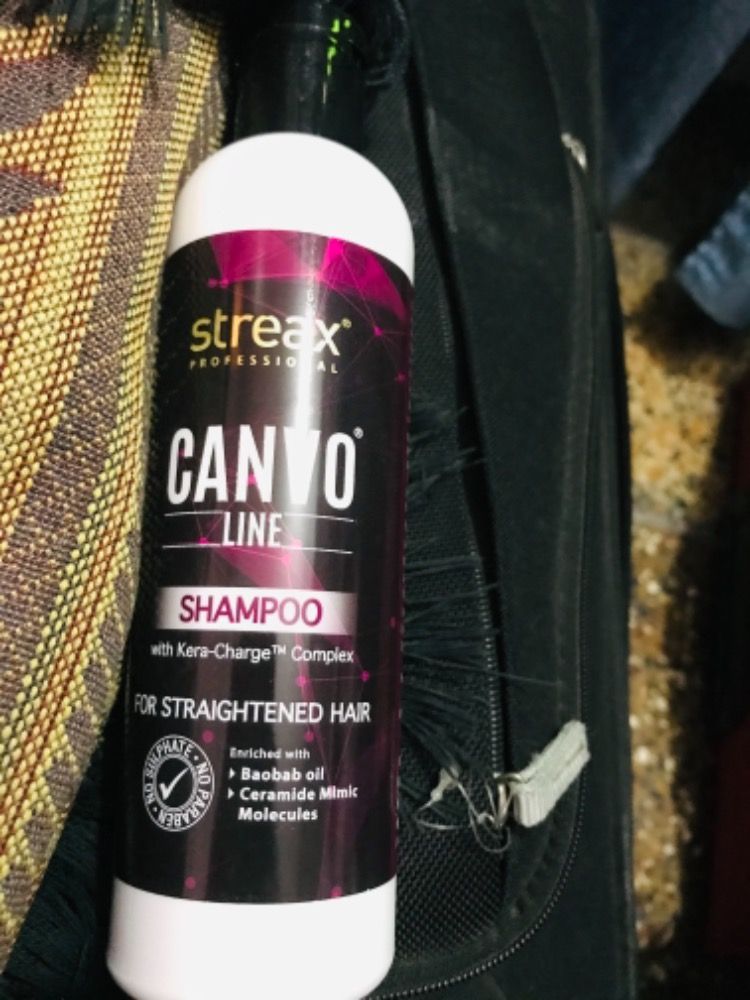 streax®
PROFESSIONAL
CANVO®
LINE
SHAMPOO
with Kera-Charge™ Complex
FOR STRAIGHTENED HAIR
NO SULPHATE • NO PARABEN •
Enriched with
Baobab oil
Ceramide Mimic
Molecules